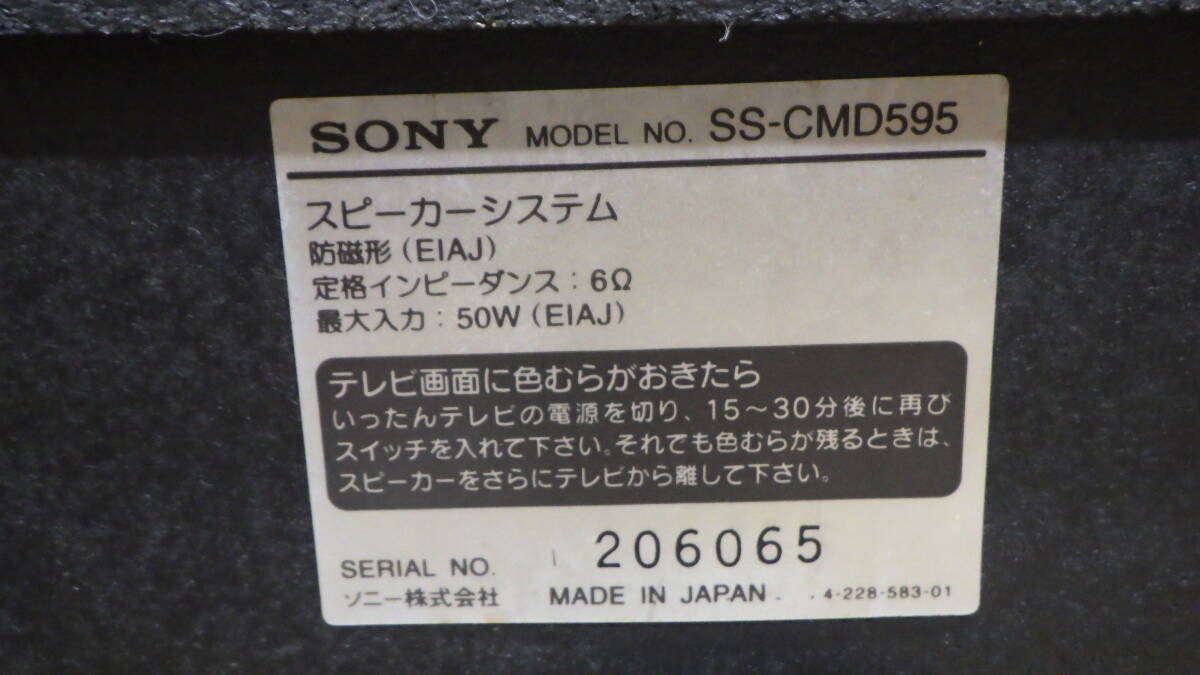 SONY MODEL NO. SS-CMD595
スピーカーシステム
防磁形(EIAJ)
定格インピーダンス:6Ω
最大入力:50W(EIAJ)
テレビ画面に色むらがおきたら
いったんテレビの電源を切り、15〜30分後に再び
スイッチを入れて下さい。それでも色むらが残るときは、
スピーカーをさらにテレビから離して下さい。
SERIAL NO. 206065
ソニー株式会社 MADE IN JAPAN 4-228-583-01